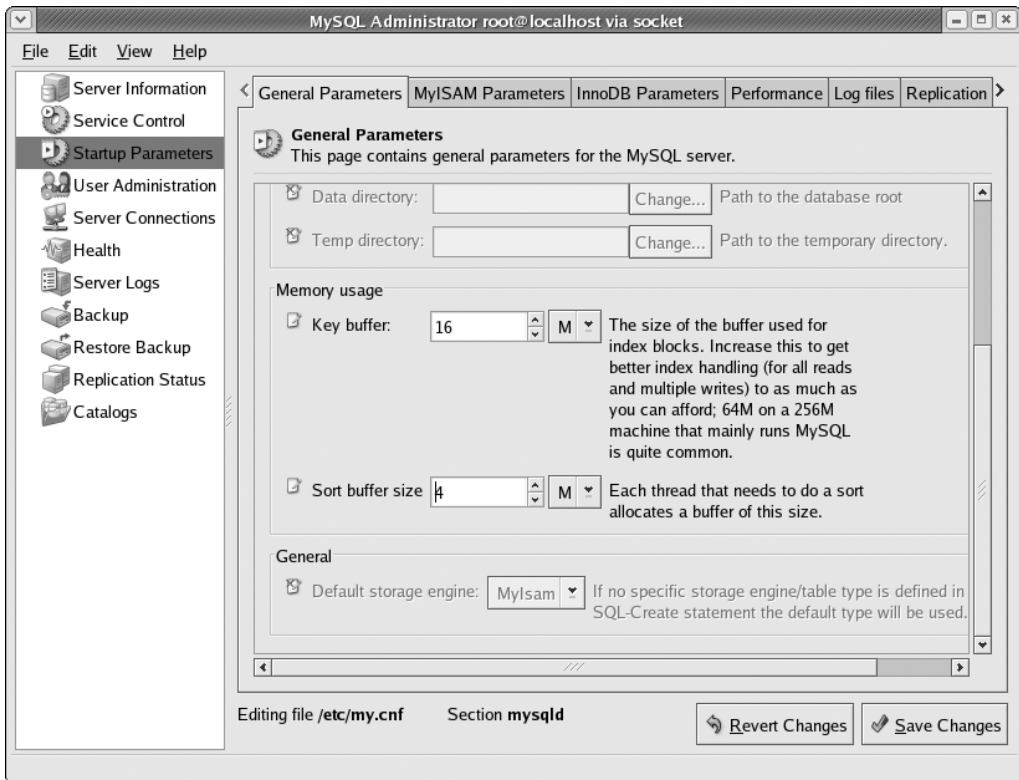 MySQL Administrator root@localhost via socket
File Edit View Help
Server Information
Service Control
Startup Parameters
User Administration
Server Connections
Health
Server Logs
Backup
Restore Backup
Replication Status
Catalogs
General Parameters MyISAM Parameters InnoDB Parameters Performance Log files Replication
General Parameters
This page contains general parameters for the MySQL server.
Data directory: Change... Path to the database root
Temp directory: Change... Path to the temporary directory.
Memory usage
Key buffer: 16 M The size of the buffer used for
index blocks. Increase this to get
better index handling (for all reads
and multiple writes) to as much as
you can afford; 64M on a 256M
machine that mainly runs MySQL
is quite common.
Sort buffer size 4 M Each thread that needs to do a sort
allocates a buffer of this size.
General
Default storage engine: MyIsam If no specific storage engine/table type is defined in
SQL-Create statement the default type will be used.
Editing file /etc/my.cnf Section mysqld Revert Changes Save Changes